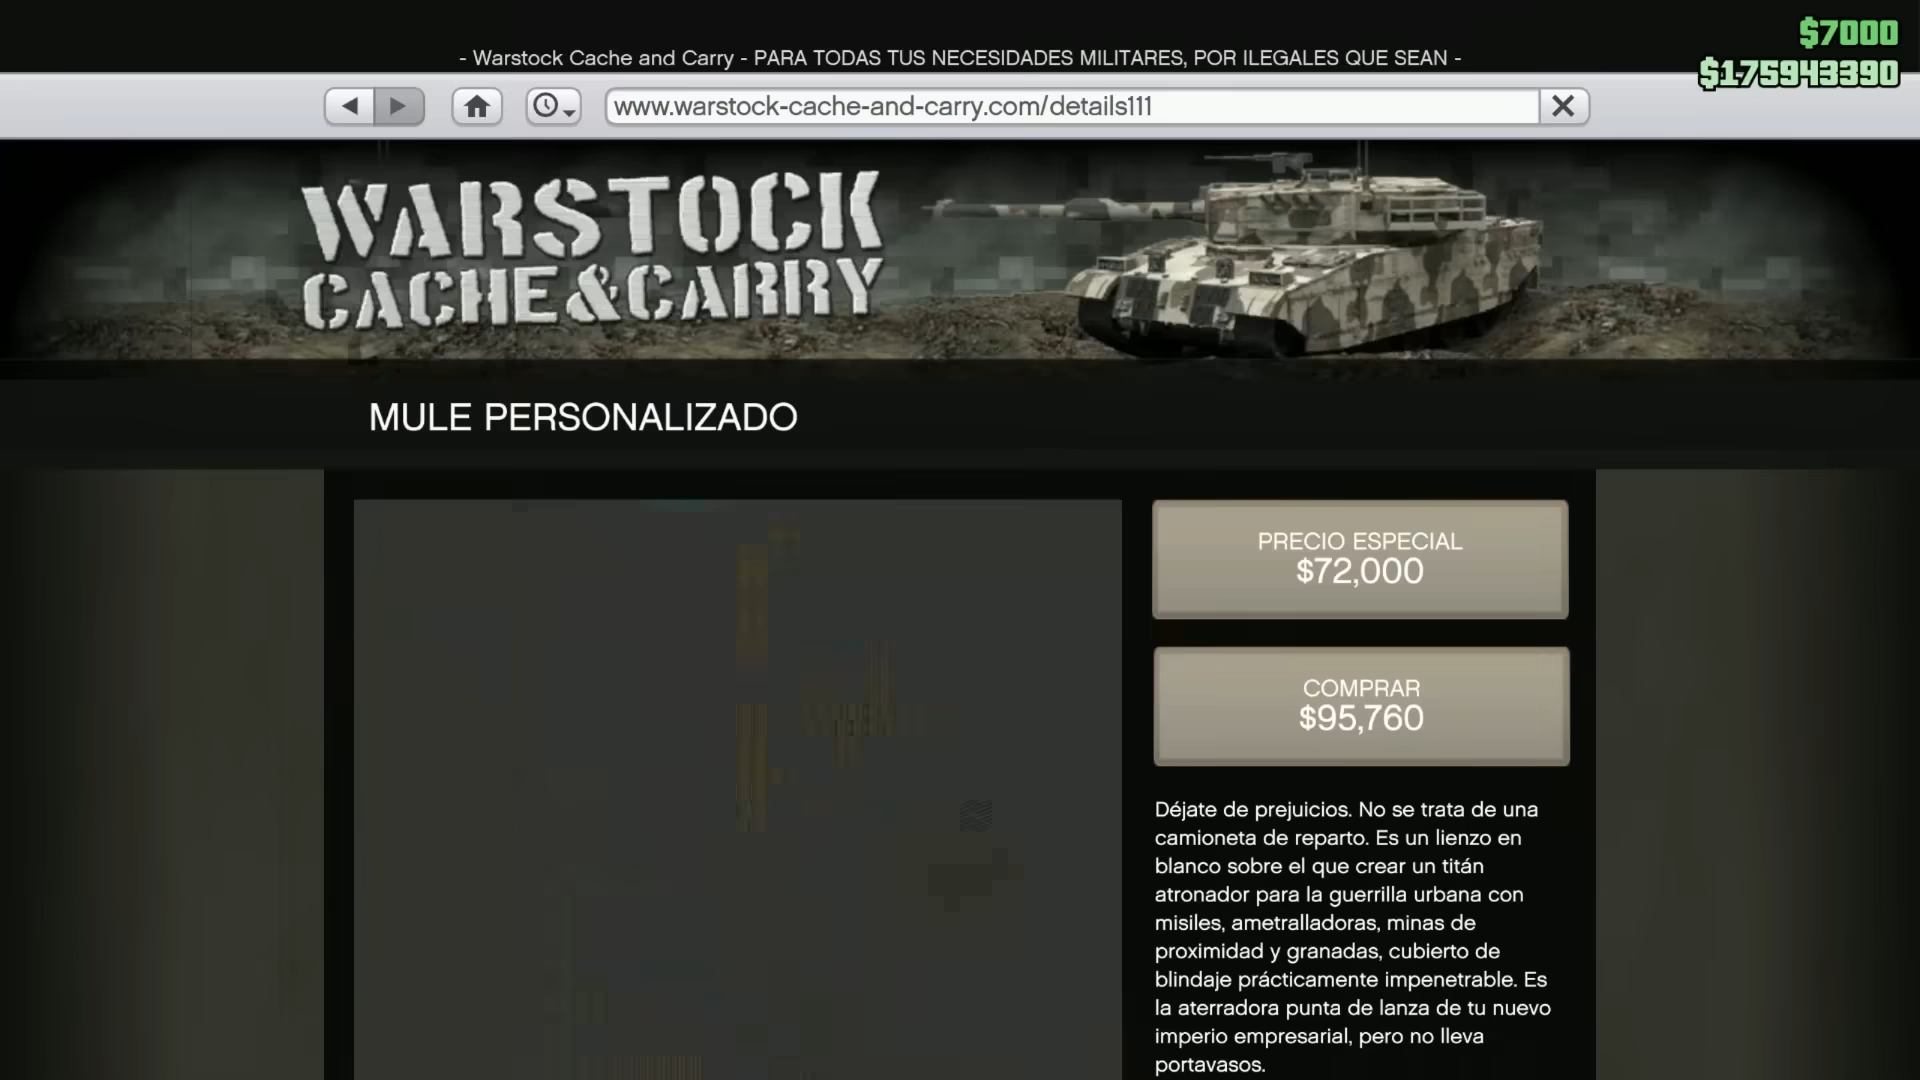 $7000
- Warstock Cache and Carry - PARA TODAS TUS NECESIDADES MILITARES, POR ILEGALES QUE SEAN -
$175943390
www.warstock-cache-and-carry.com/details111
WARSTOCK
CACHE & CARRY
MULE PERSONALIZADO
PRECIO ESPECIAL
$72,000
COMPRAR
$95,760
Déjate de prejuicios. No se trata de una
camioneta de reparto. Es un lienzo en
blanco sobre el que crear un titán
atronador para la guerrilla urbana con
misiles, ametralladoras, minas de
proximidad y granadas, cubierto de
blindaje prácticamente impenetrable. Es
la aterradora punta de lanza de tu nuevo
imperio empresarial, pero no lleva
portavasos.